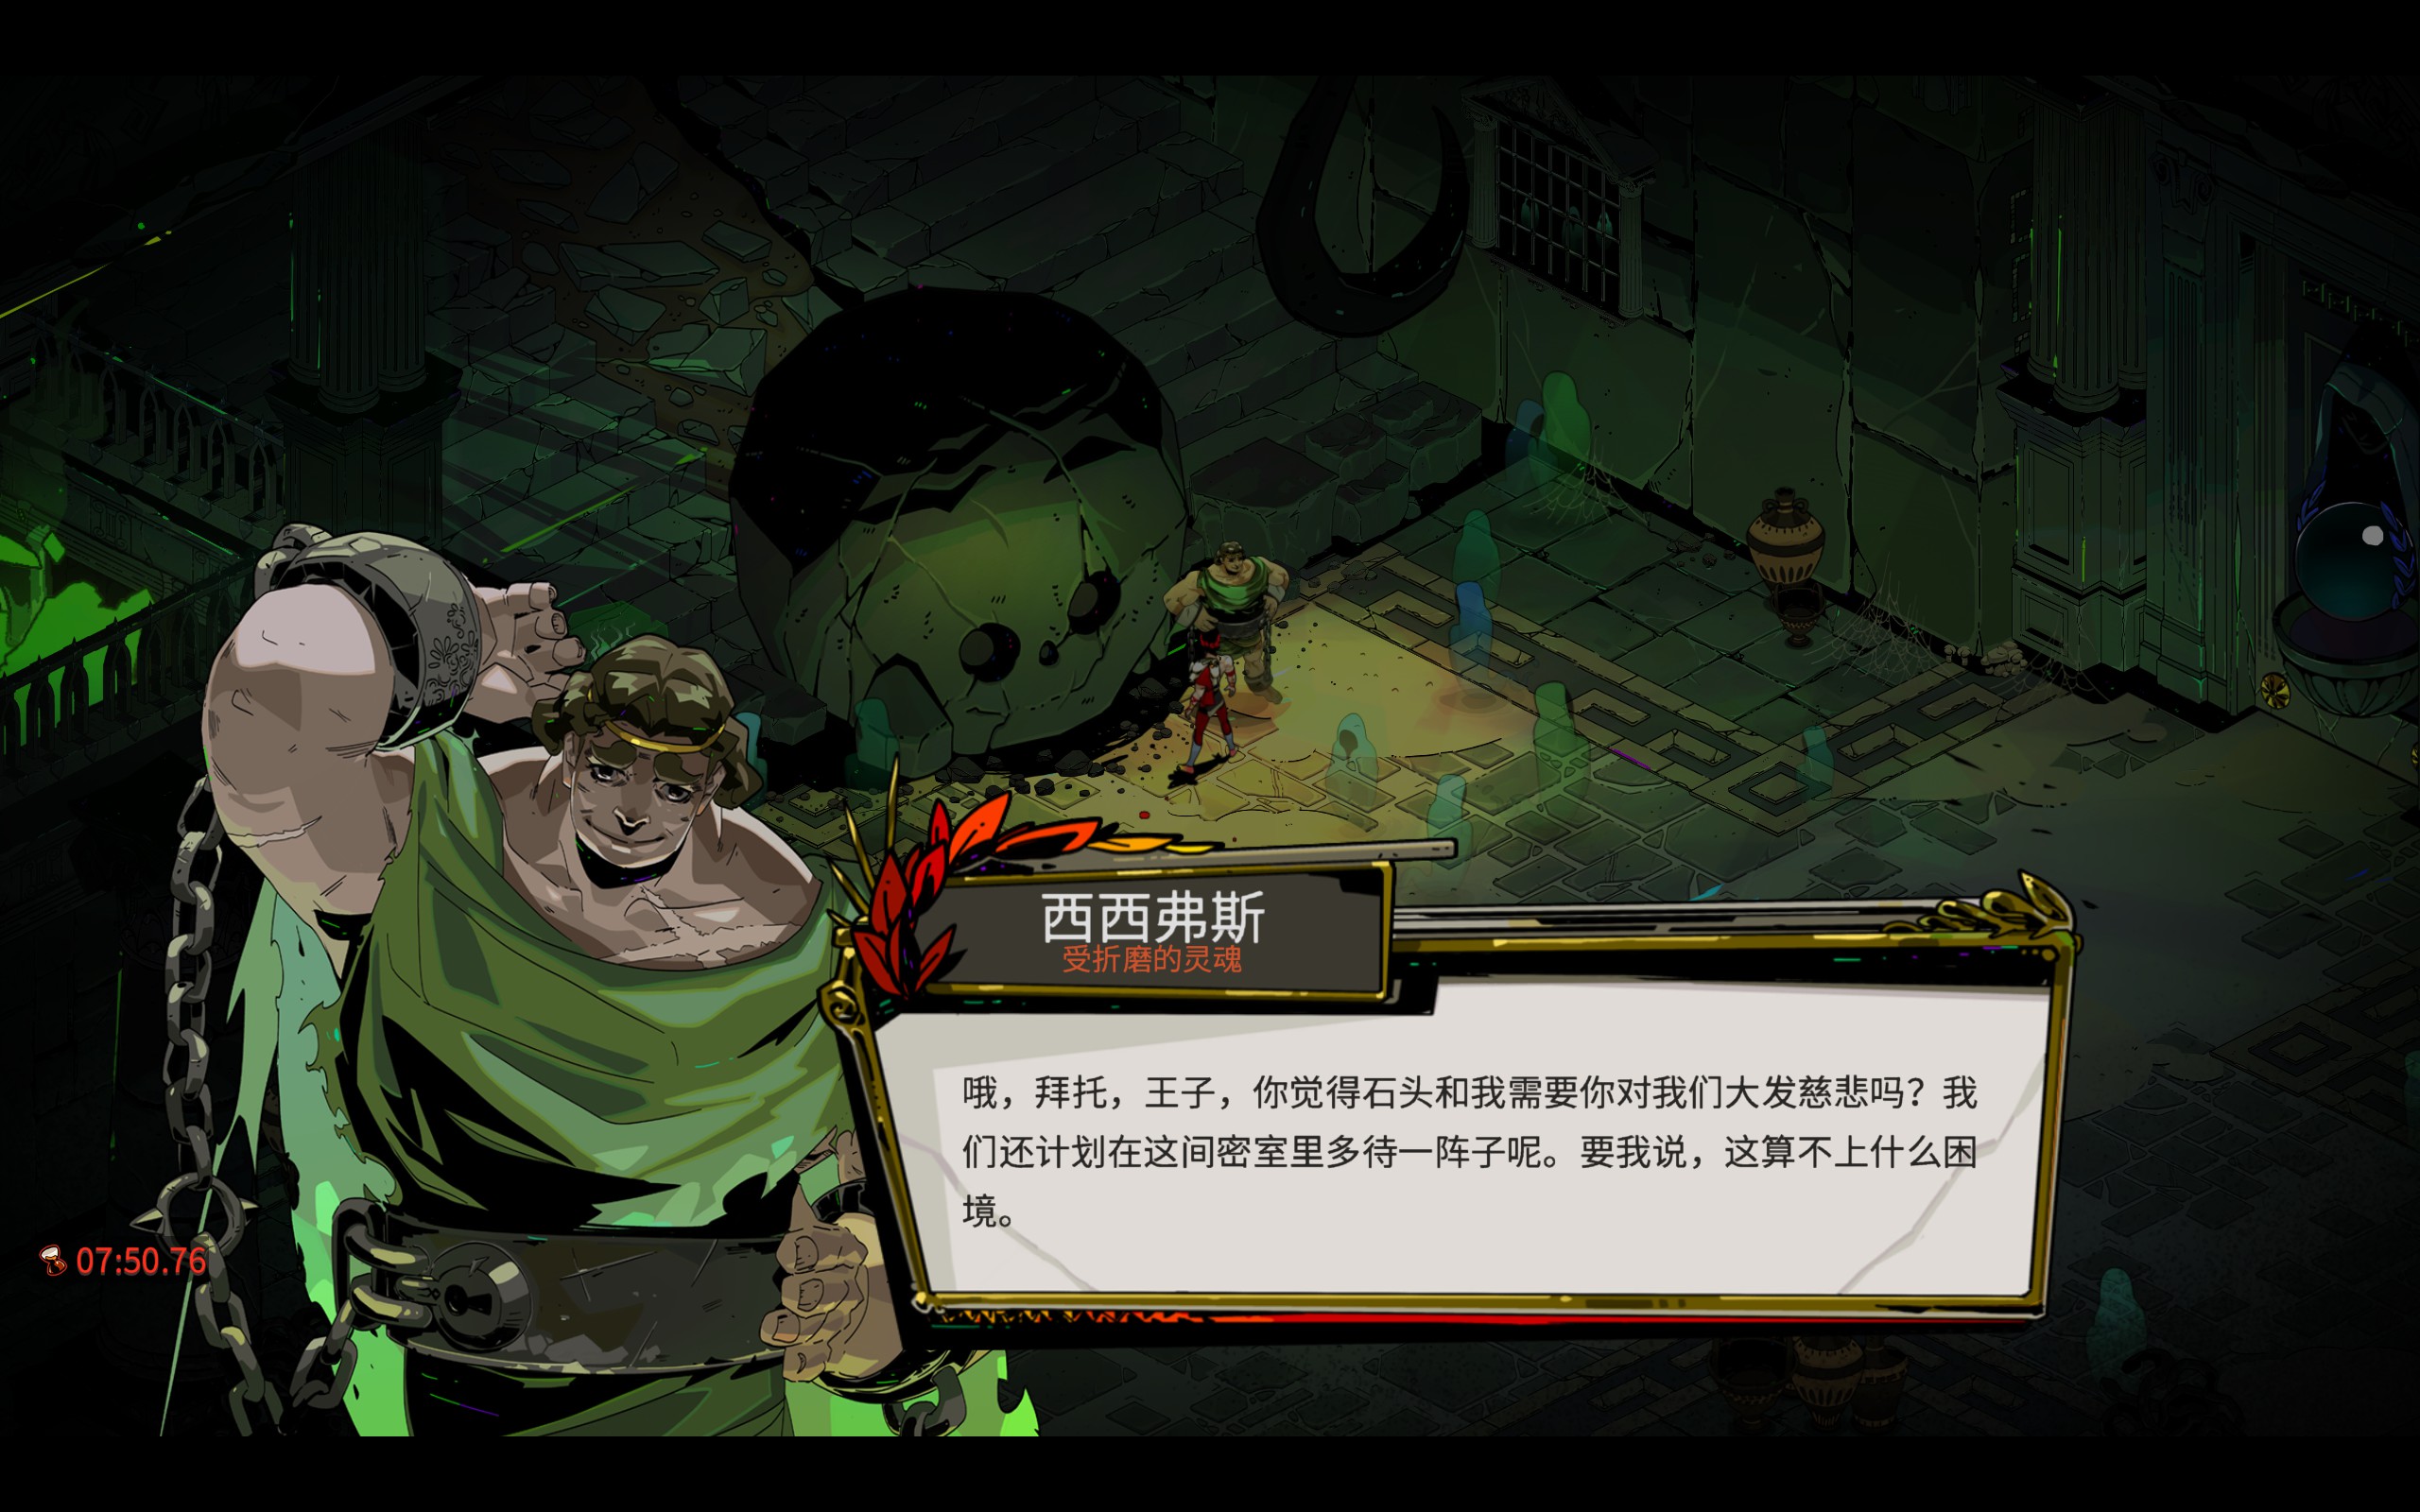 西西弗斯
受折磨的灵魂
哦，拜托，王子，你觉得石头和我需要你对我们大发慈悲吗？我
们还计划在这间密室里多待一阵子呢。要我说，这算不上什么困
境。
07:50.76